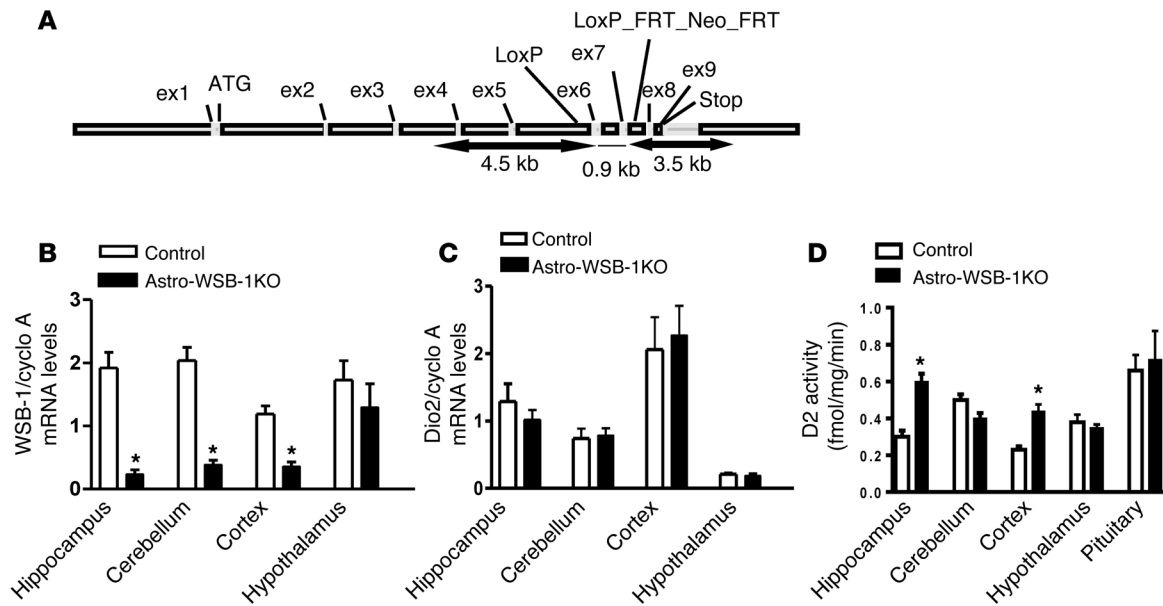 A
LoxP_FRT_Neo_FRT
LoxP
ex7
ex9
ex1
ATG
ex2
ex3
ex4
ex5
ex6
ex8
Stop
4.5 kb
0.9 kb
3.5 kb
B
Control
Astro-WSB-1KO
WSB-1/cyclo A
mRNA levels
3
2
1
0
*
*
*
Hippocampus
Cerebellum
Cortex
Hypothalamus
C
Control
Astro-WSB-1KO
Dio2/cyclo A
mRNA levels
3
2
1
0
Hippocampus
Cerebellum
Cortex
Hypothalamus
D
Control
Astro-WSB-1KO
D2 activity
(fmol/mg/min)
1.0
0.8
0.6
0.4
0.2
0.0
*
*
Hippocampus
Cerebellum
Cortex
Hypothalamus
Pituitary